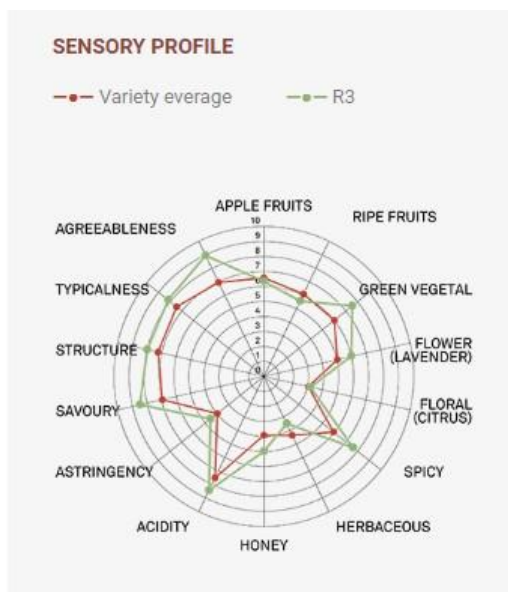 SENSORY PROFILE
Variety everage
R3
APPLE FRUITS
RIPE FRUITS
GREEN VEGETAL
FLOWER
(LAVENDER)
FLORAL
(CITRUS)
SPICY
HERBACEOUS
HONEY
ACIDITY
ASTRINGENCY
SAVOURY
STRUCTURE
TYPICALNESS
AGREEABLENESS
10
9
8
7
6
5
4
3
2
1
0